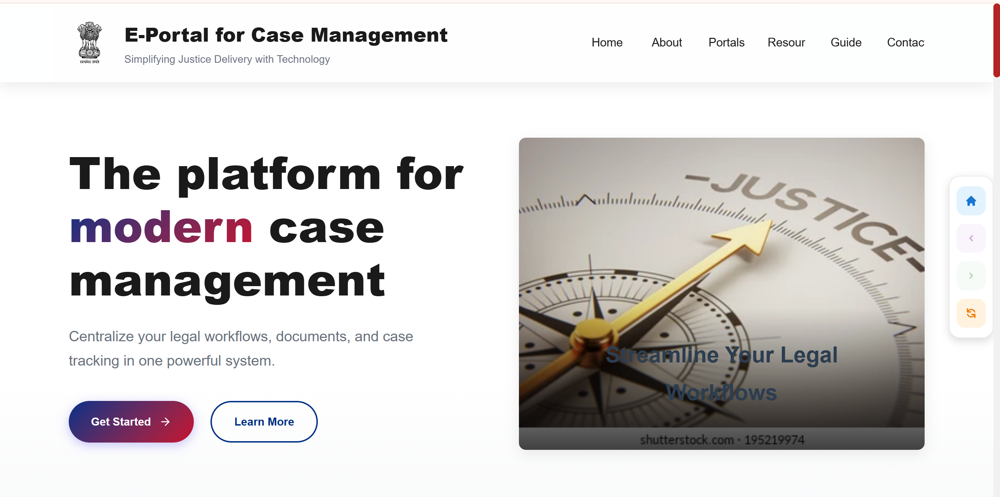 E-Portal for Case Management
Simplifying Justice Delivery with Technology
सत्यमेव जयते
Home About Portals Resour Guide Contac
The platform for
modern case
management
Centralize your legal workflows, documents, and case
tracking in one powerful system.
Get Started
Learn More
-JUSTICE-
Streamline Your Legal
Workflows
shutterstock.com · 195219974